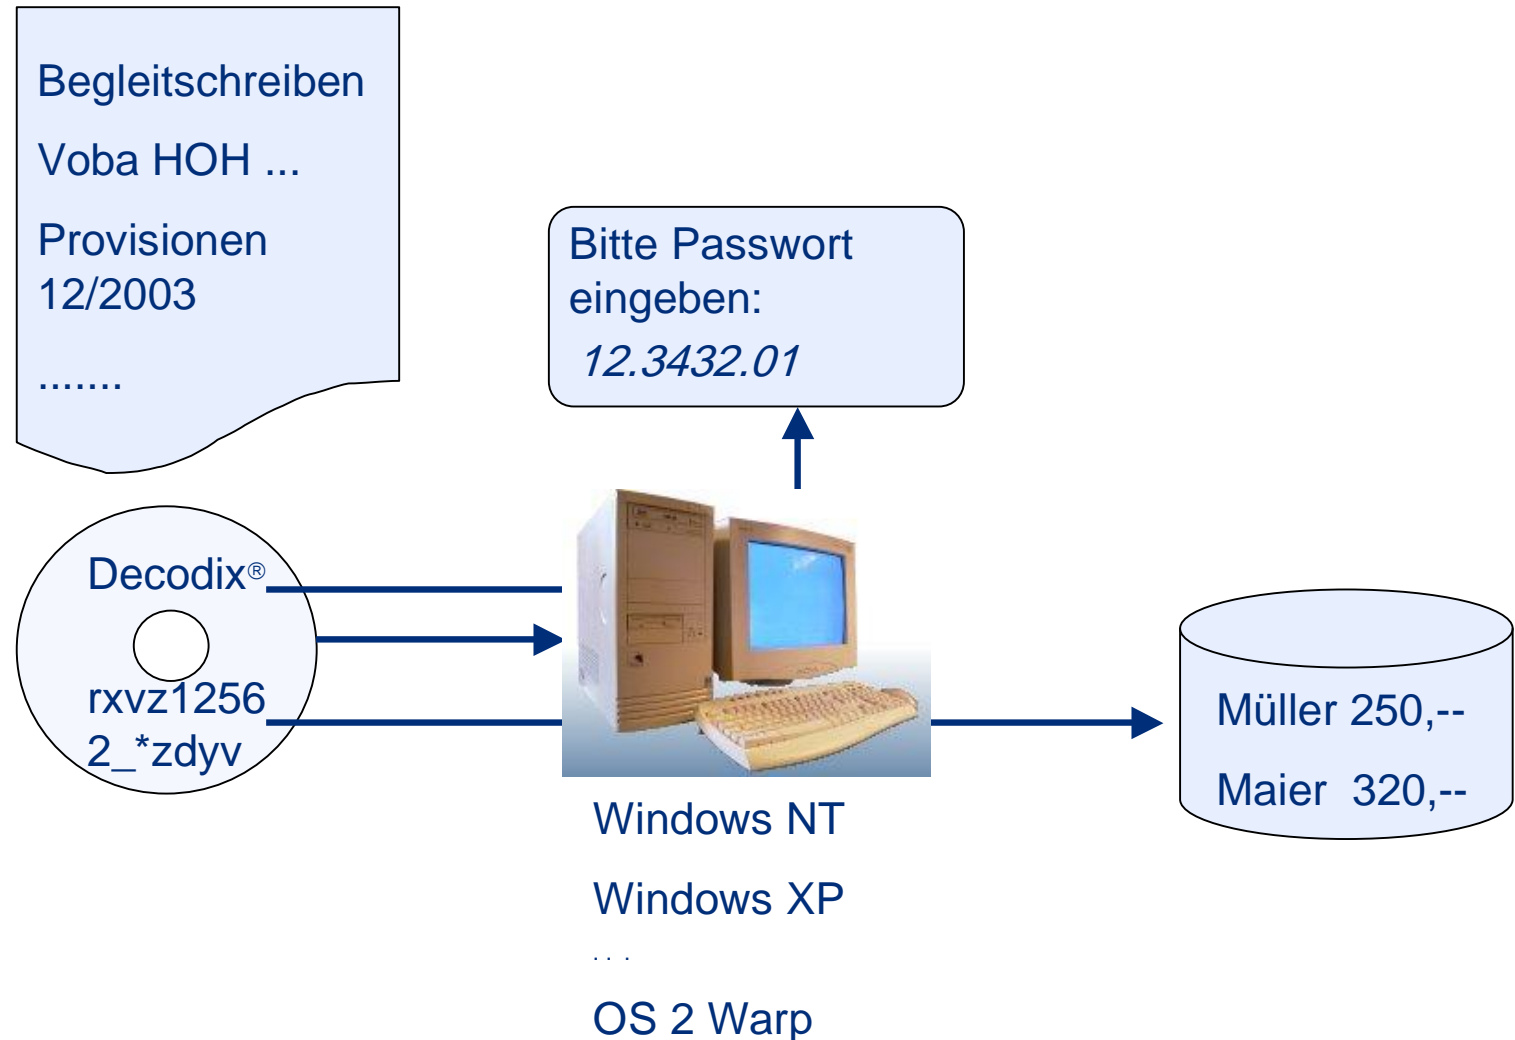 Begleitschreiben
Voba HOH ...
Provisionen
12/2003
.......
Bitte Passwort
eingeben:
12.3432.01
Decodix®
rxvz1256
2_*zdyv
Müller 250,--
Maier 320,--
Windows NT
Windows XP
. . .
OS 2 Warp